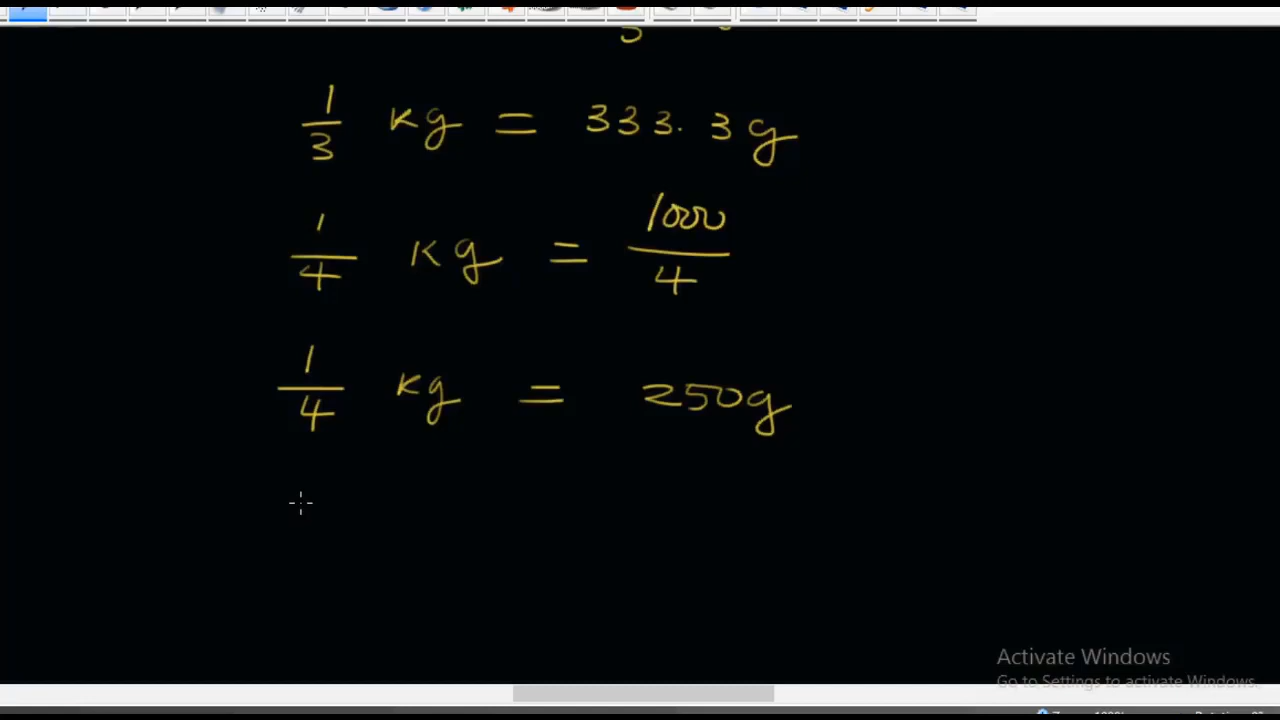 1/3 kg = 333.3g
1/4 kg = 1000/4
1/4 kg = 250g
Activate Windows
Go to Settings to activate Windows.